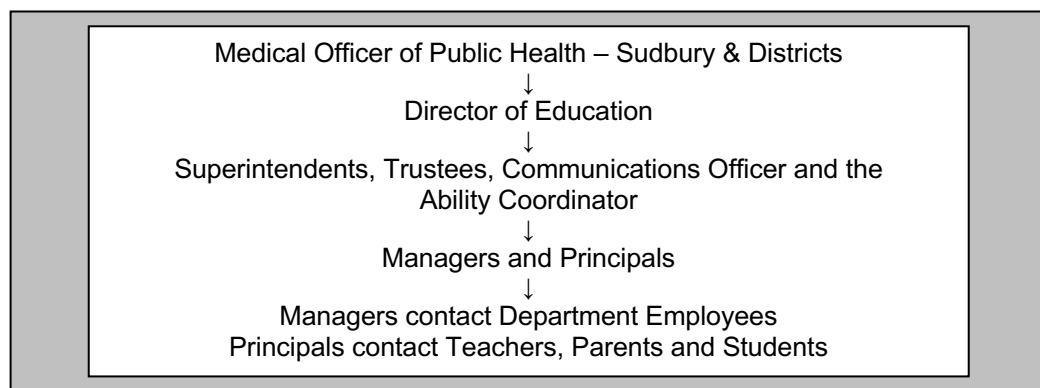 Medical Officer of Public Health – Sudbury & Districts
↓
Director of Education
↓
Superintendents, Trustees, Communications Officer and the
Ability Coordinator
↓
Managers and Principals
↓
Managers contact Department Employees
Principals contact Teachers, Parents and Students